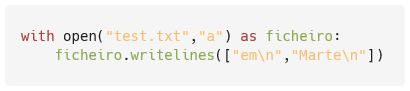 with open("test.txt","a") as ficheiro:
    ficheiro.writelines(["em\n","Marte\n"])